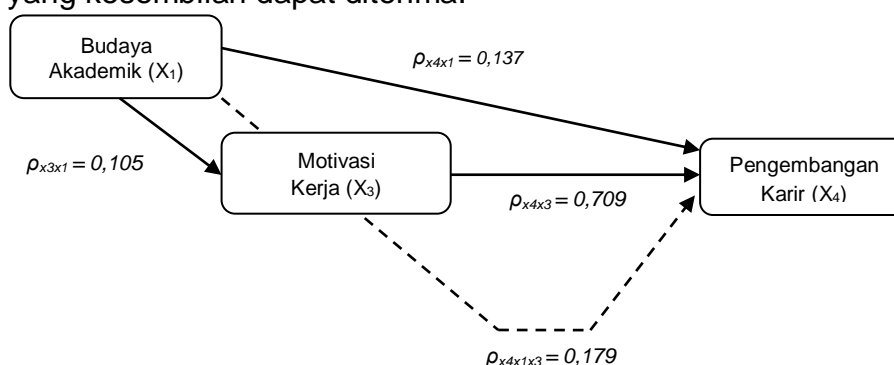 yang kesembilan dapat diterima.
Budaya
Akademik (X₁)
ρₓ₄ₓ₁ = 0,137
ρₓ₃ₓ₁ = 0,105
Motivasi
Kerja (X₃)
Pengembangan
Karir (X₄)
ρₓ₄ₓ₃ = 0,709
ρₓ₄ₓ₁ₓ₃ = 0,179